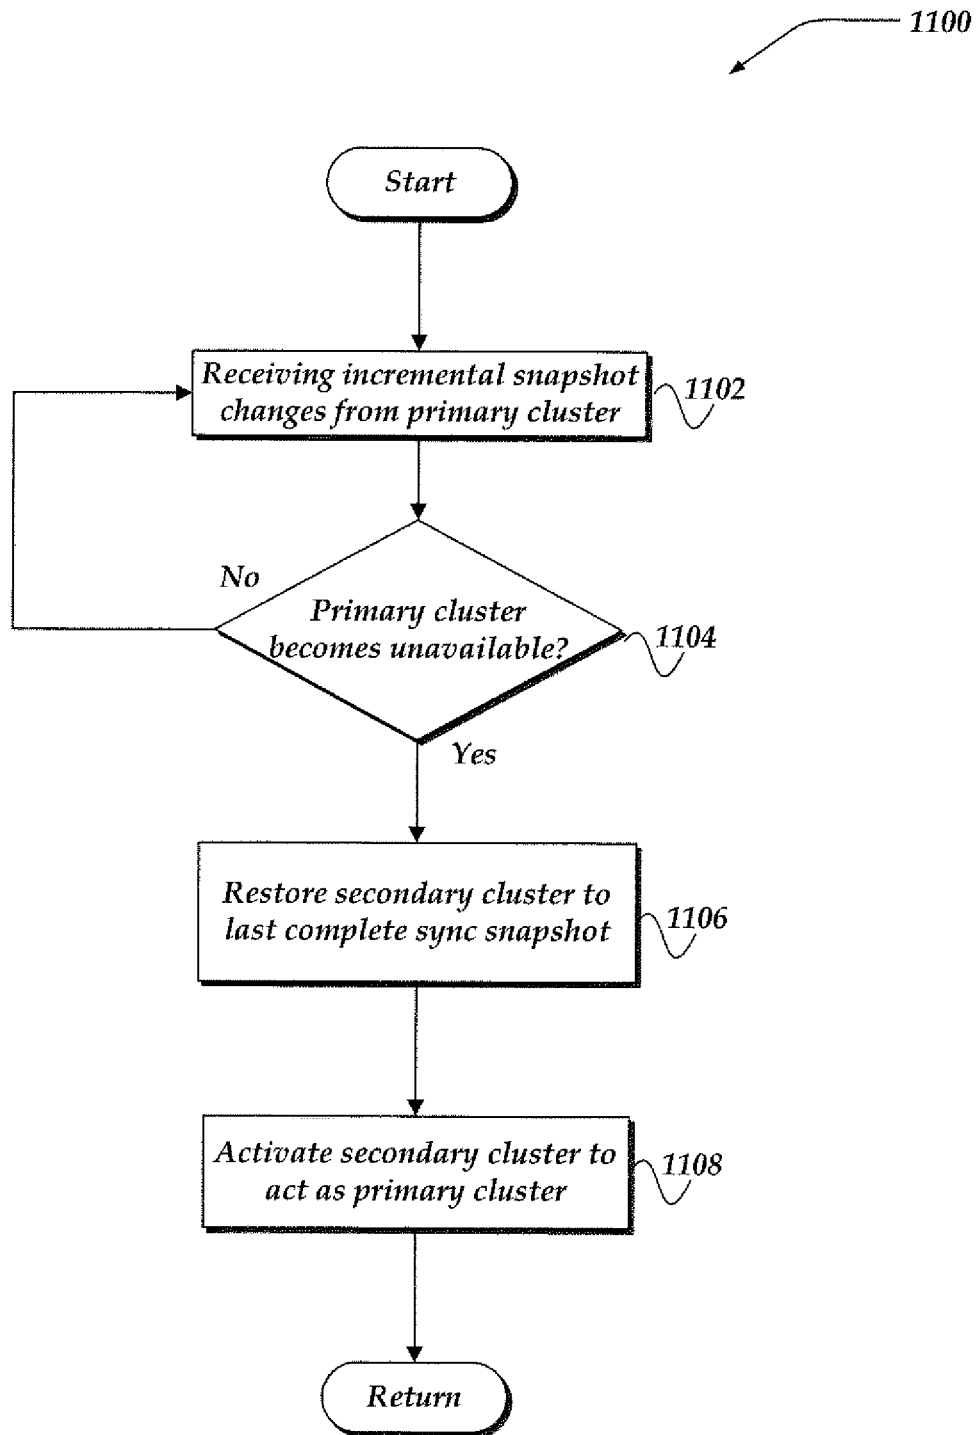 1100
Start
Receiving incremental snapshot
changes from primary cluster
1102
No
Primary cluster
becomes unavailable?
1104
Yes
Restore secondary cluster to
last complete sync snapshot
1106
Activate secondary cluster to
act as primary cluster
1108
Return